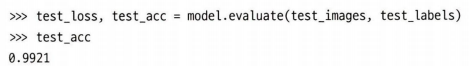 >>> test_loss, test_acc = model.evaluate(test_images, test_labels)
>>> test_acc
0.9921